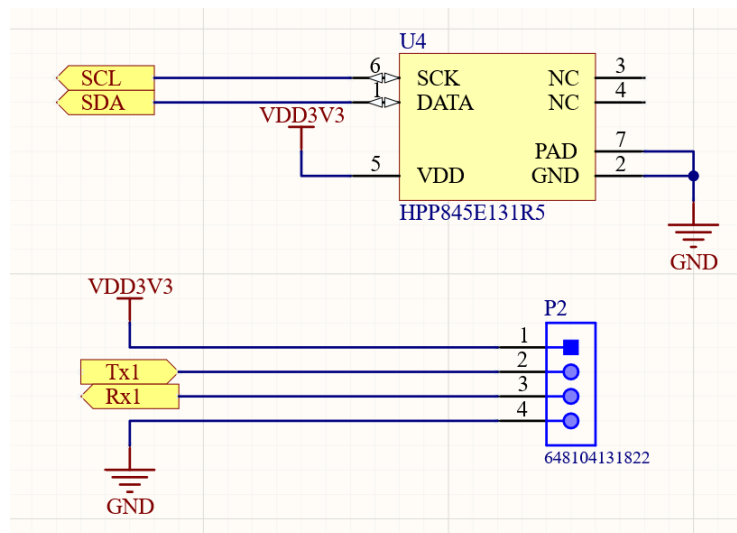 U4
SCL 6 SCK NC 3
SDA 1 DATA NC 4
VDD3V3
PAD 7
5 VDD GND 2
HPP845E131R5
GND
VDD3V3
P2
1
Tx1 2
Rx1 3
4
648104131822
GND